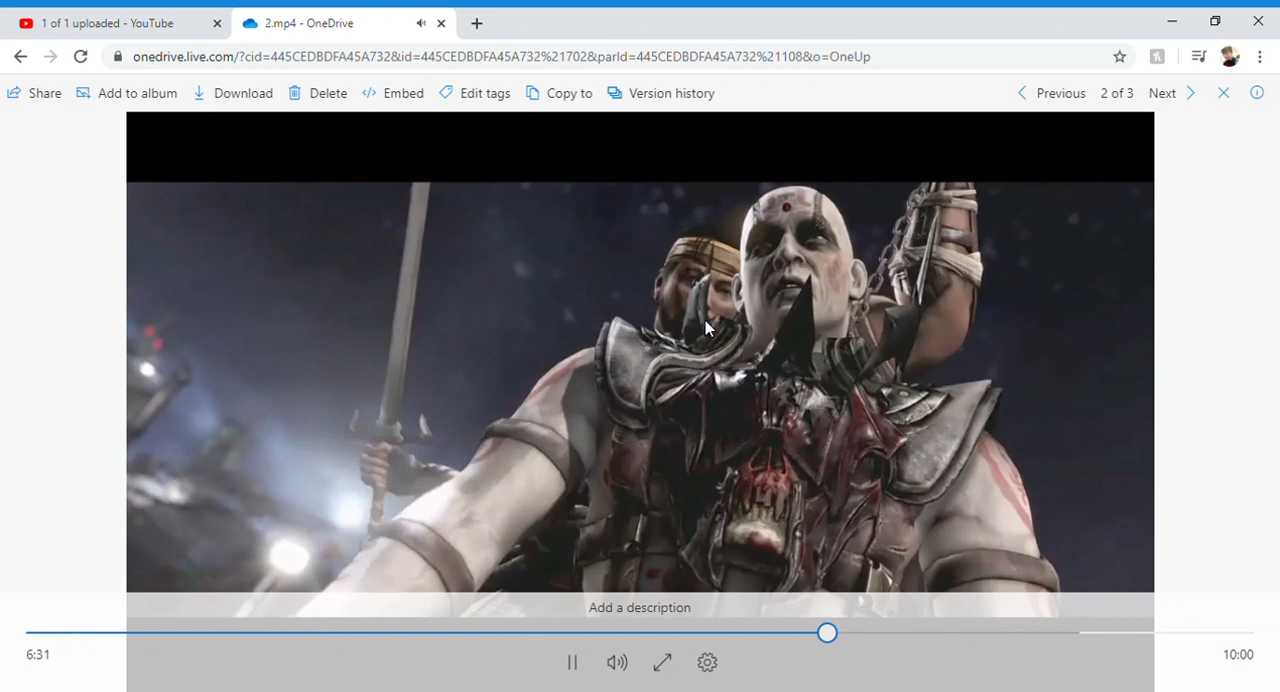 1 of 1 uploaded - YouTube
2.mp4 - OneDrive
onedrive.live.com/?cid=445CEDBDFA45A732&id=445CEDBDFA45A732%21702&parId=445CEDBDFA45A732%21108&o=OneUp
Share Add to album Download Delete Embed Edit tags Copy to Version history Previous 2 of 3 Next
Add a description
6:31 10:00